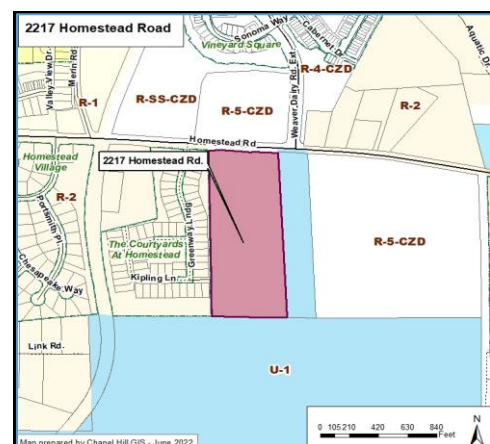 2217 Homestead Road
Sonoma Way
Vineyard Square
Cabernet Dr
Aquatic Dr.
Valley View Dr.
Merin Rd
R-1
R-SS-CZD
R-5-CZD
Weaver Dairy Rd. Ext
R-4-CZD
R-2
Homestead Rd
2217 Homestead Rd.
Homestead
Village
R-2
Portsmith Pl.
Chesapeake Way
The Courtyards
At Homestead
Greenway Lndg
Kipling Ln
R-5-CZD
Link Rd.
U-1
0 105 210 420 630 840
Feet
N
Map prepared by Chapel Hill GIS - June 2022